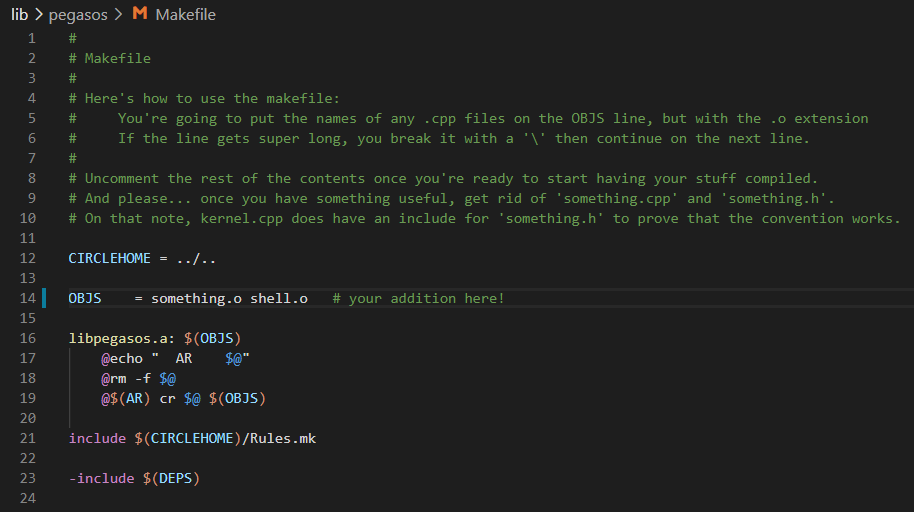 lib > pegasos > M Makefile
1 #
2 # Makefile
3 #
4 # Here's how to use the makefile:
5 #     You're going to put the names of any .cpp files on the OBJS line, but with the .o extension
6 #     If the line gets super long, you break it with a '\' then continue on the next line.
7 #
8 # Uncomment the rest of the contents once you're ready to start having your stuff compiled.
9 # And please... once you have something useful, get rid of 'something.cpp' and 'something.h'.
10 # On that note, kernel.cpp does have an include for 'something.h' to prove that the convention works.
11
12 CIRCLEHOME = ../..
13
14 OBJS    = something.o shell.o   # your addition here!
15
16 libpegasos.a: $(OBJS)
17     @echo "  AR    $@"
18     @rm -f $@
19     @$(AR) cr $@ $(OBJS)
20
21 include $(CIRCLEHOME)/Rules.mk
22
23 -include $(DEPS)
24